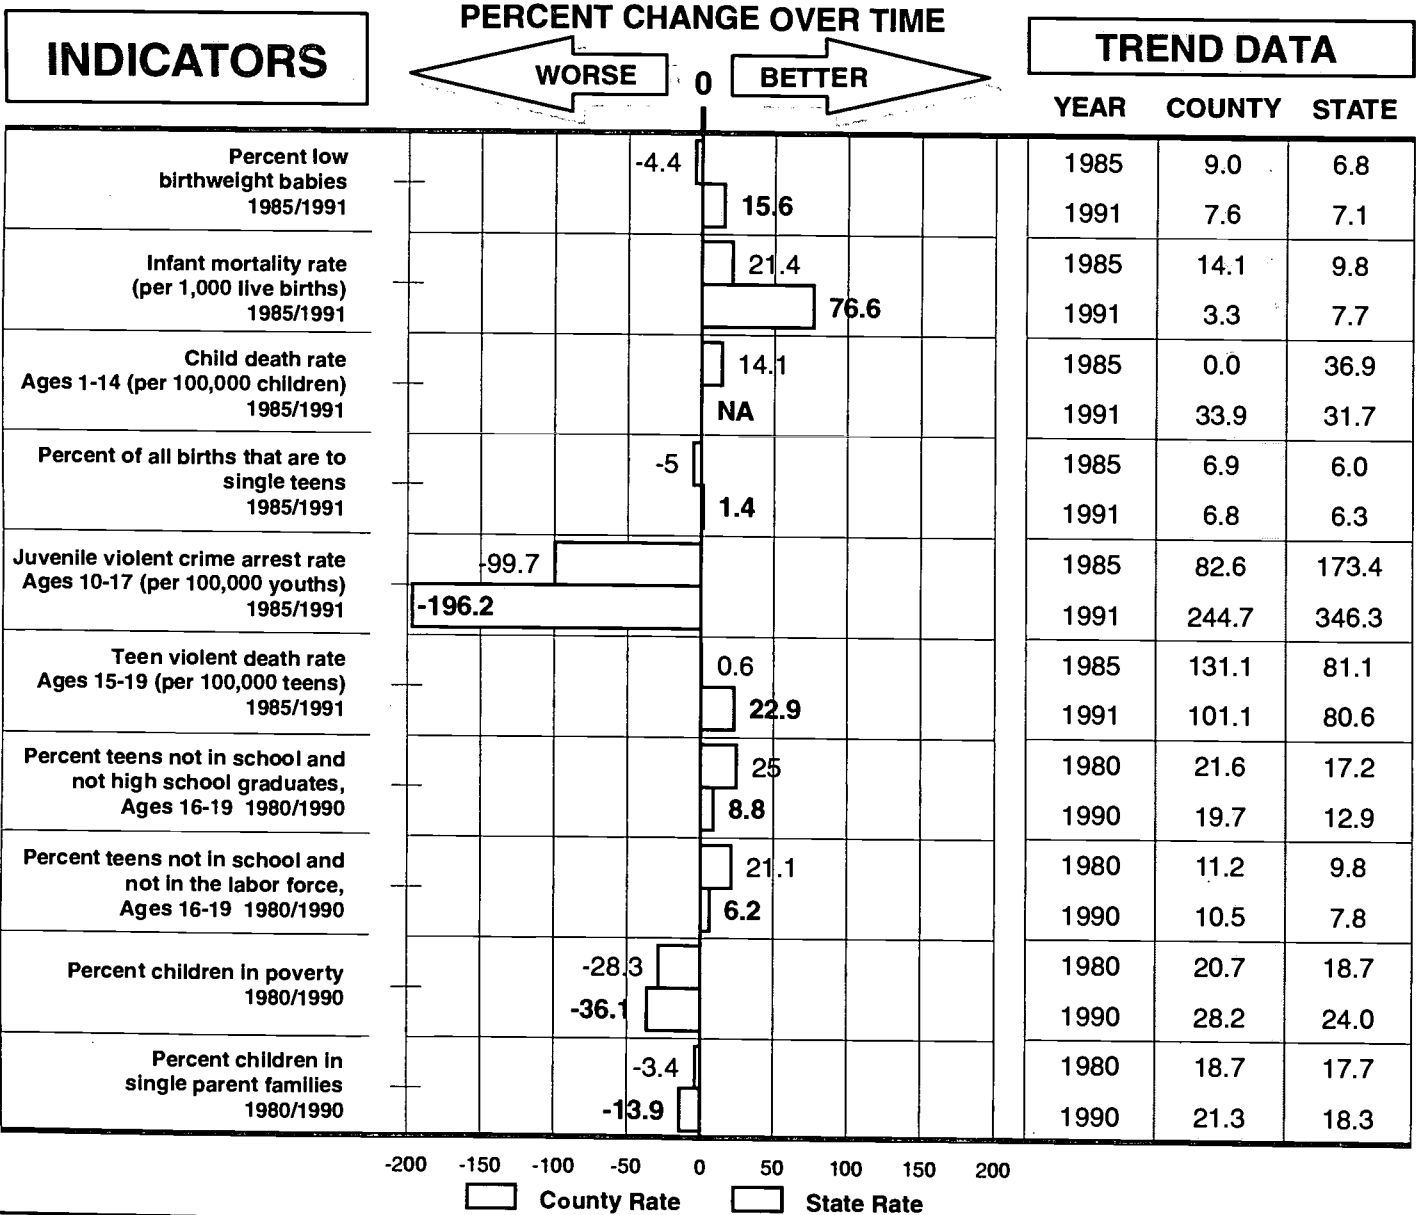 PERCENT CHANGE OVER TIME
INDICATORS
WORSE
0
BETTER
TREND DATA
YEAR COUNTY STATE
Percent low
birthweight babies
1985/1991
-4.4
15.6
1985 9.0 6.8
1991 7.6 7.1
Infant mortality rate
(per 1,000 live births)
1985/1991
21.4
76.6
1985 14.1 9.8
1991 3.3 7.7
Child death rate
Ages 1-14 (per 100,000 children)
1985/1991
14.1
NA
1985 0.0 36.9
1991 33.9 31.7
Percent of all births that are to
single teens
1985/1991
-5
1.4
1985 6.9 6.0
1991 6.8 6.3
Juvenile violent crime arrest rate
Ages 10-17 (per 100,000 youths)
1985/1991
-99.7
-196.2
1985 82.6 173.4
1991 244.7 346.3
Teen violent death rate
Ages 15-19 (per 100,000 teens)
1985/1991
0.6
22.9
1985 131.1 81.1
1991 101.1 80.6
Percent teens not in school and
not high school graduates,
Ages 16-19 1980/1990
25
8.8
1980 21.6 17.2
1990 19.7 12.9
Percent teens not in school and
not in the labor force,
Ages 16-19 1980/1990
21.1
6.2
1980 11.2 9.8
1990 10.5 7.8
Percent children in poverty
1980/1990
-28.3
-36.1
1980 20.7 18.7
1990 28.2 24.0
Percent children in
single parent families
1980/1990
-3.4
-13.9
1980 18.7 17.7
1990 21.3 18.3
-200 -150 -100 -50 0 50 100 150 200
County Rate State Rate